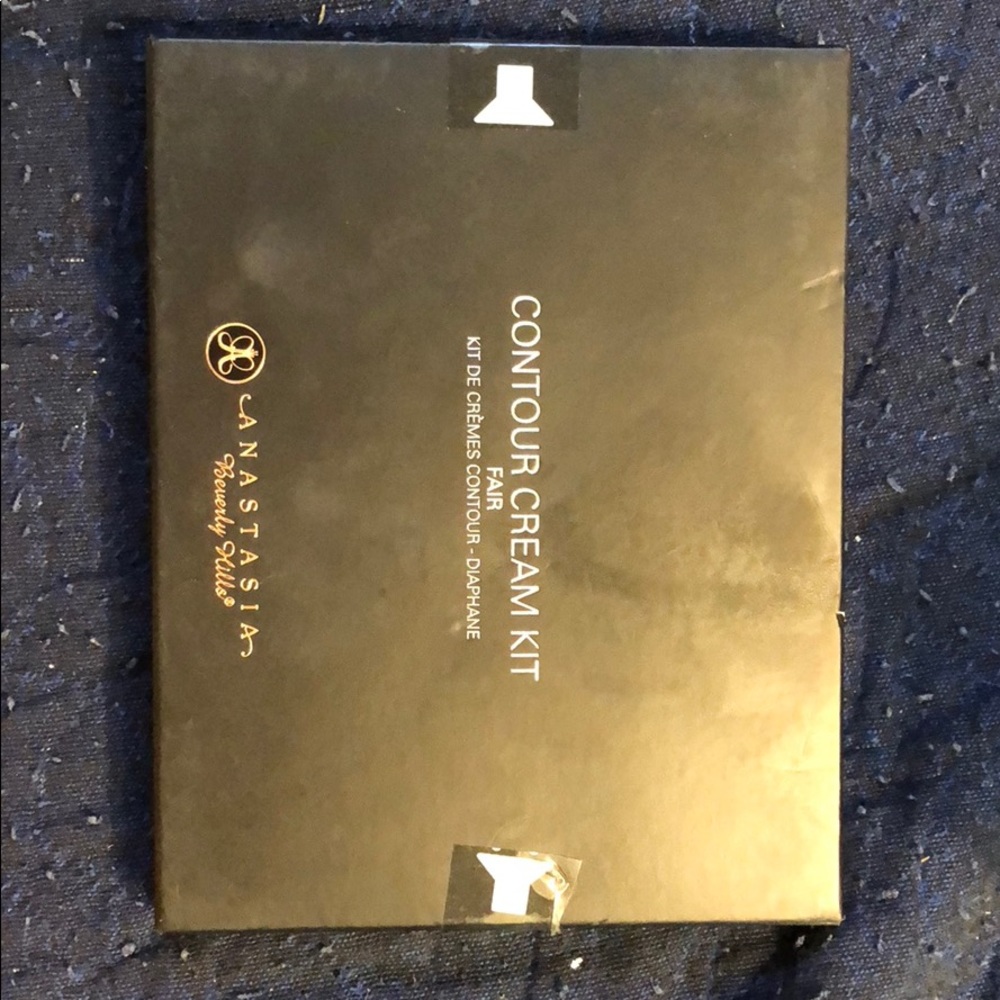 CONTOUR CREAM KIT
FAIR
KIT DE CRÈMES CONTOUR - DIAPHANE
ANASTASIA
Beverly Hills®